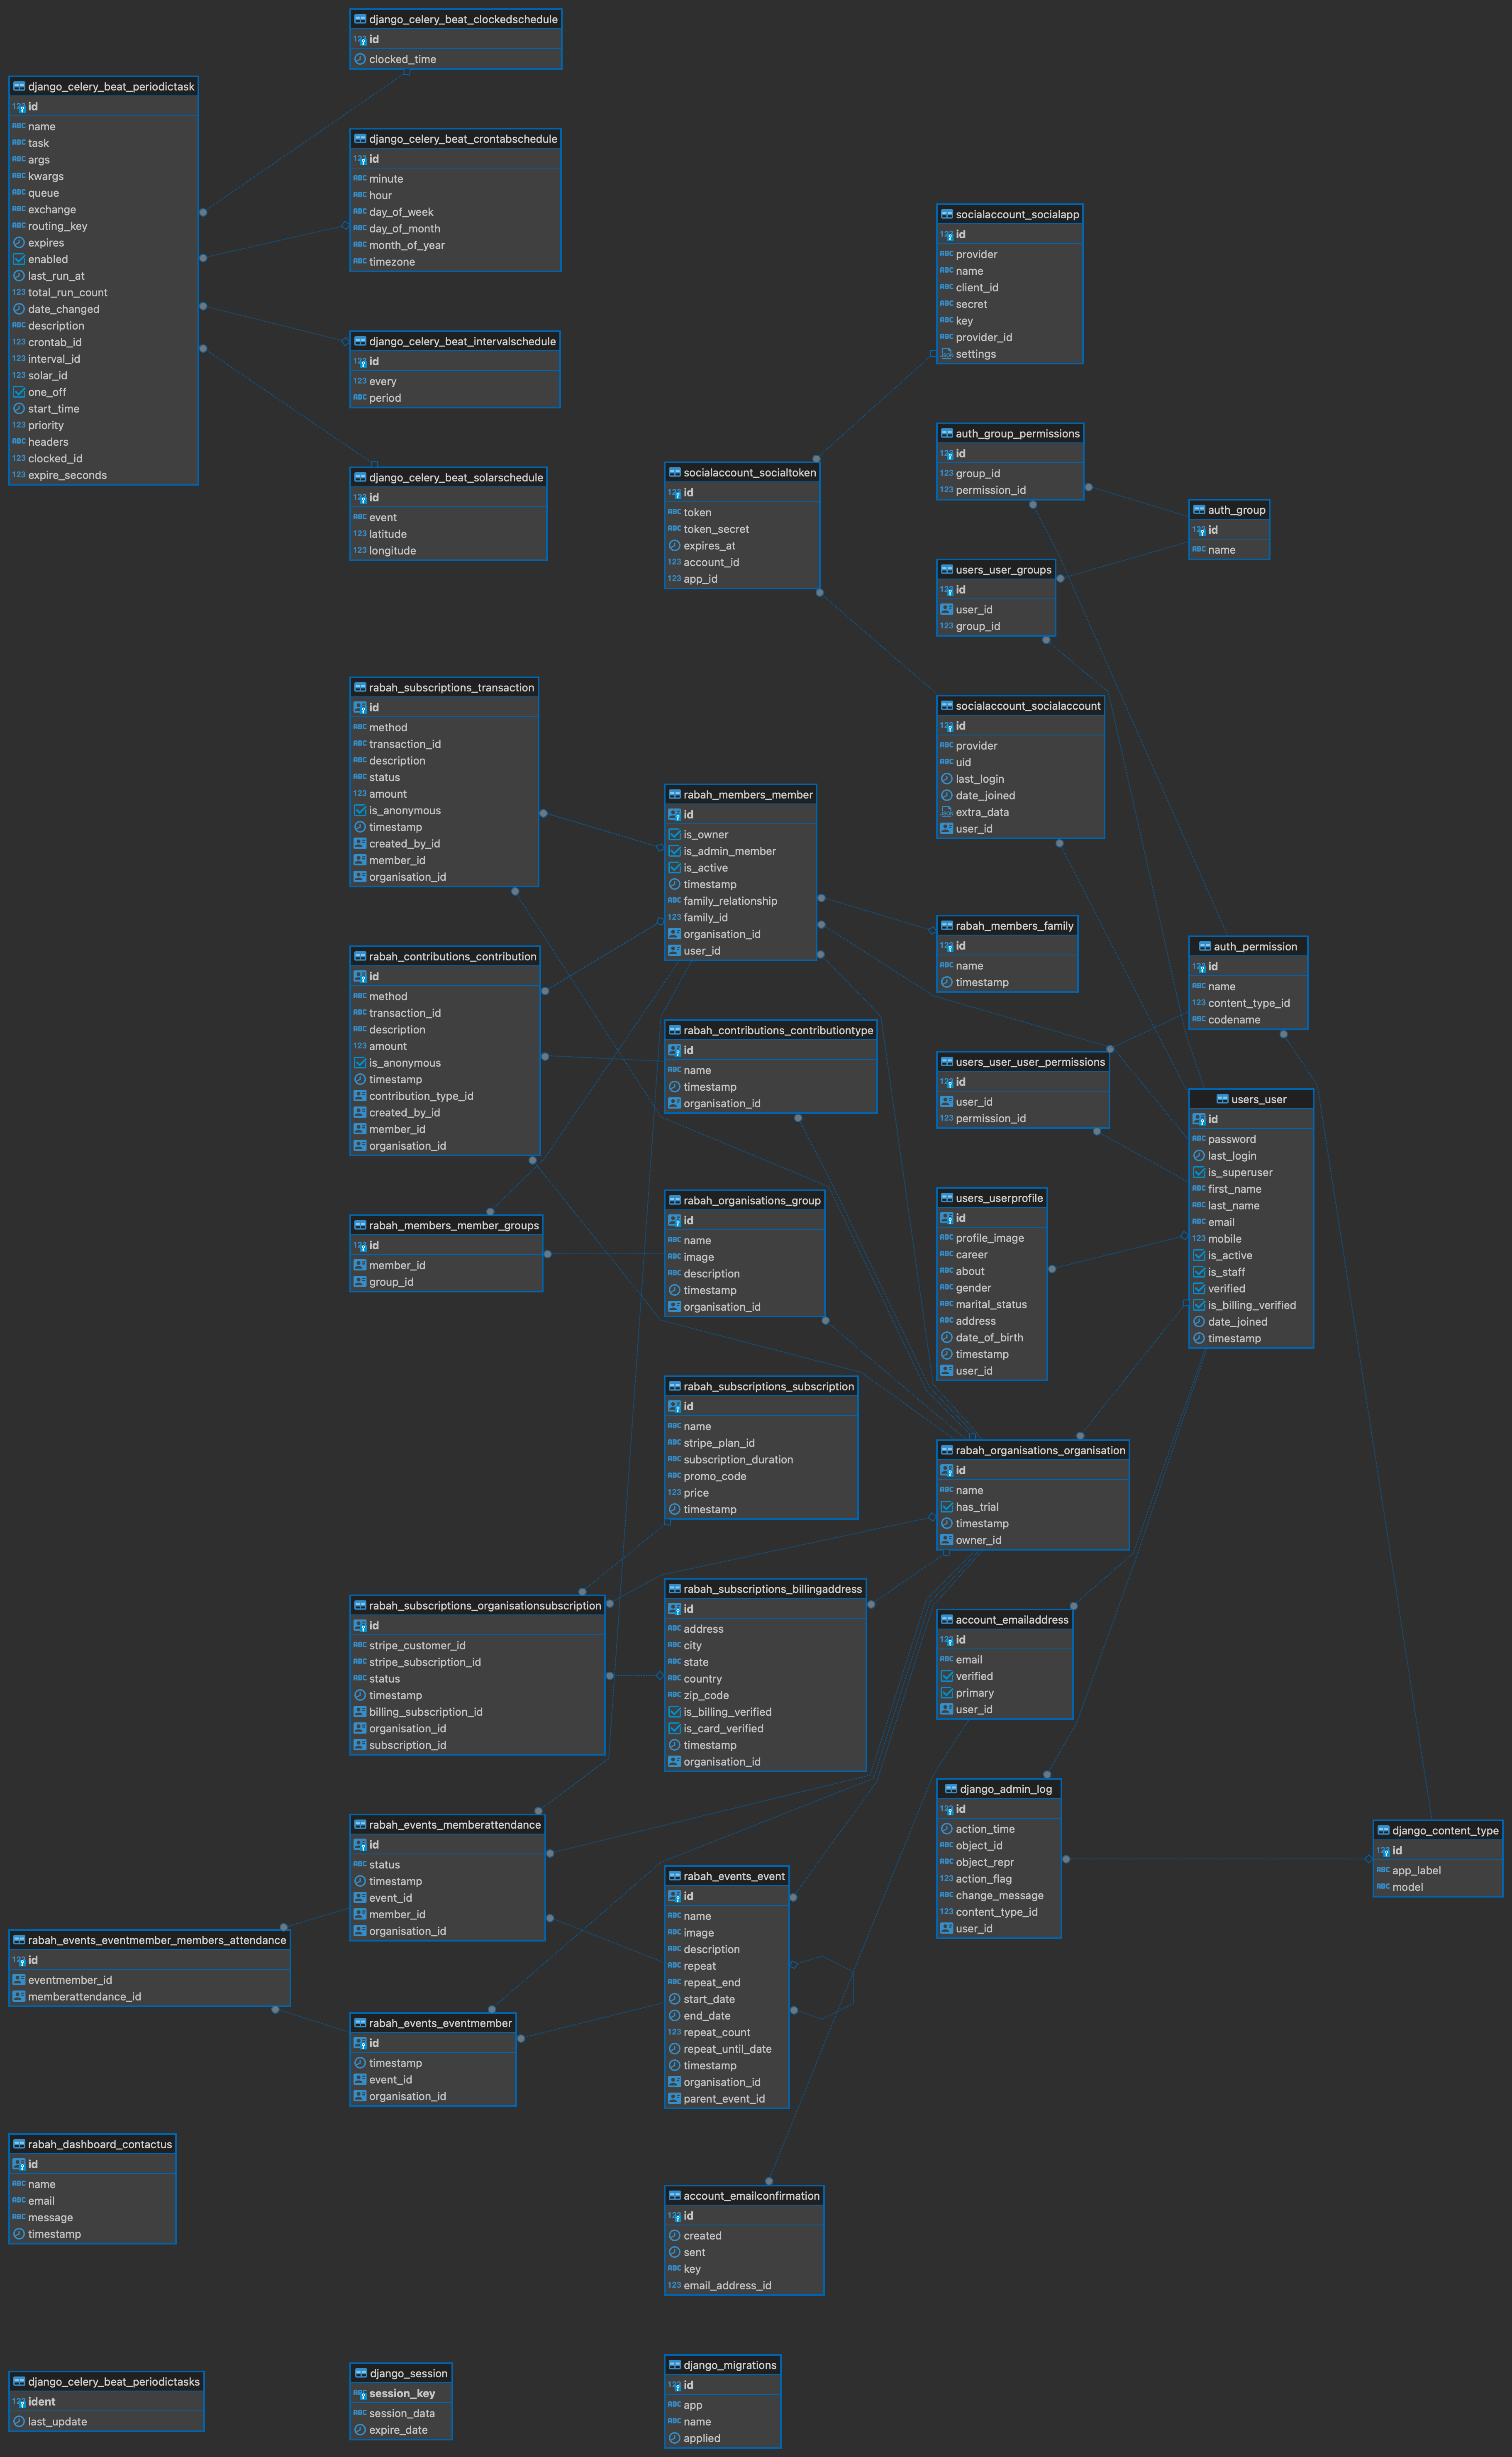 django_celery_beat_clockedschedule
id
clocked_time
django_celery_beat_periodictask
id
name
task
args
kwargs
queue
exchange
routing_key
expires
enabled
last_run_at
total_run_count
date_changed
description
crontab_id
interval_id
solar_id
one_off
start_time
priority
headers
clocked_id
expire_seconds
django_celery_beat_crontabschedule
id
minute
hour
day_of_week
day_of_month
month_of_year
timezone
django_celery_beat_intervalschedule
id
every
period
django_celery_beat_solarschedule
id
event
latitude
longitude
socialaccount_socialapp
id
provider
name
client_id
secret
key
provider_id
settings
auth_group_permissions
id
group_id
permission_id
socialaccount_socialtoken
id
token
token_secret
expires_at
account_id
app_id
auth_group
id
name
users_user_groups
id
user_id
group_id
rabah_subscriptions_transaction
id
method
transaction_id
description
status
amount
is_anonymous
timestamp
created_by_id
member_id
organisation_id
socialaccount_socialaccount
id
provider
uid
last_login
date_joined
extra_data
user_id
rabah_members_member
id
is_owner
is_admin_member
is_active
timestamp
family_relationship
family_id
organisation_id
user_id
rabah_members_family
id
name
timestamp
auth_permission
id
name
content_type_id
codename
rabah_contributions_contribution
id
method
transaction_id
description
amount
is_anonymous
timestamp
contribution_type_id
created_by_id
member_id
organisation_id
rabah_contributions_contributiontype
id
name
timestamp
organisation_id
users_user_user_permissions
id
user_id
permission_id
users_user
id
password
last_login
is_superuser
first_name
last_name
email
mobile
is_active
is_staff
verified
is_billing_verified
date_joined
timestamp
rabah_members_member_groups
id
member_id
group_id
rabah_organisations_group
id
name
image
description
timestamp
organisation_id
users_userprofile
id
profile_image
career
about
gender
marital_status
address
date_of_birth
timestamp
user_id
rabah_subscriptions_subscription
id
name
stripe_plan_id
subscription_duration
promo_code
price
timestamp
rabah_organisations_organisation
id
name
has_trial
timestamp
owner_id
rabah_subscriptions_organisationsubscription
id
stripe_customer_id
stripe_subscription_id
status
timestamp
billing_subscription_id
organisation_id
subscription_id
rabah_subscriptions_billingaddress
id
address
city
state
country
zip_code
is_billing_verified
is_card_verified
timestamp
organisation_id
account_emailaddress
id
email
verified
primary
user_id
django_admin_log
id
action_time
object_id
object_repr
action_flag
change_message
content_type_id
user_id
django_content_type
id
app_label
model
rabah_events_memberattendance
id
status
timestamp
event_id
member_id
organisation_id
rabah_events_event
id
name
image
description
repeat
repeat_end
start_date
end_date
repeat_count
repeat_until_date
timestamp
organisation_id
parent_event_id
rabah_events_eventmember_members_attendance
id
eventmember_id
memberattendance_id
rabah_events_eventmember
id
timestamp
event_id
organisation_id
rabah_dashboard_contactus
id
name
email
message
timestamp
account_emailconfirmation
id
created
sent
key
email_address_id
django_celery_beat_periodictasks
ident
last_update
django_session
session_key
session_data
expire_date
django_migrations
id
app
name
applied